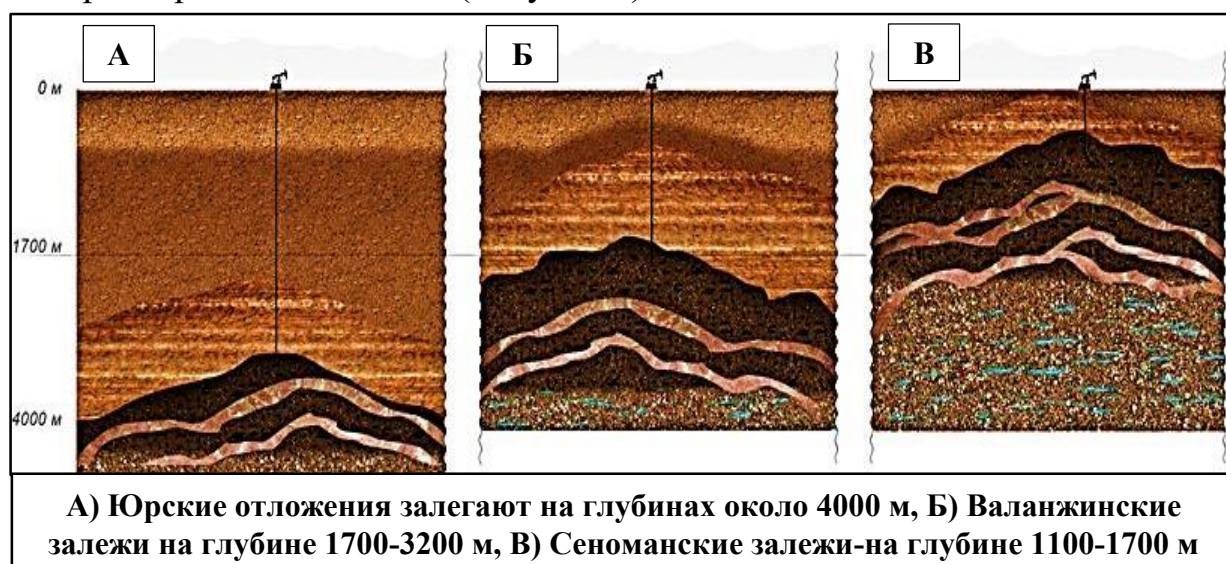 А
Б
В
0 м
1700 м
4000 м
А) Юрские отложения залегают на глубинах около 4000 м, Б) Валанжинские
залежи на глубине 1700-3200 м, В) Сеноманские залежи-на глубине 1100-1700 м